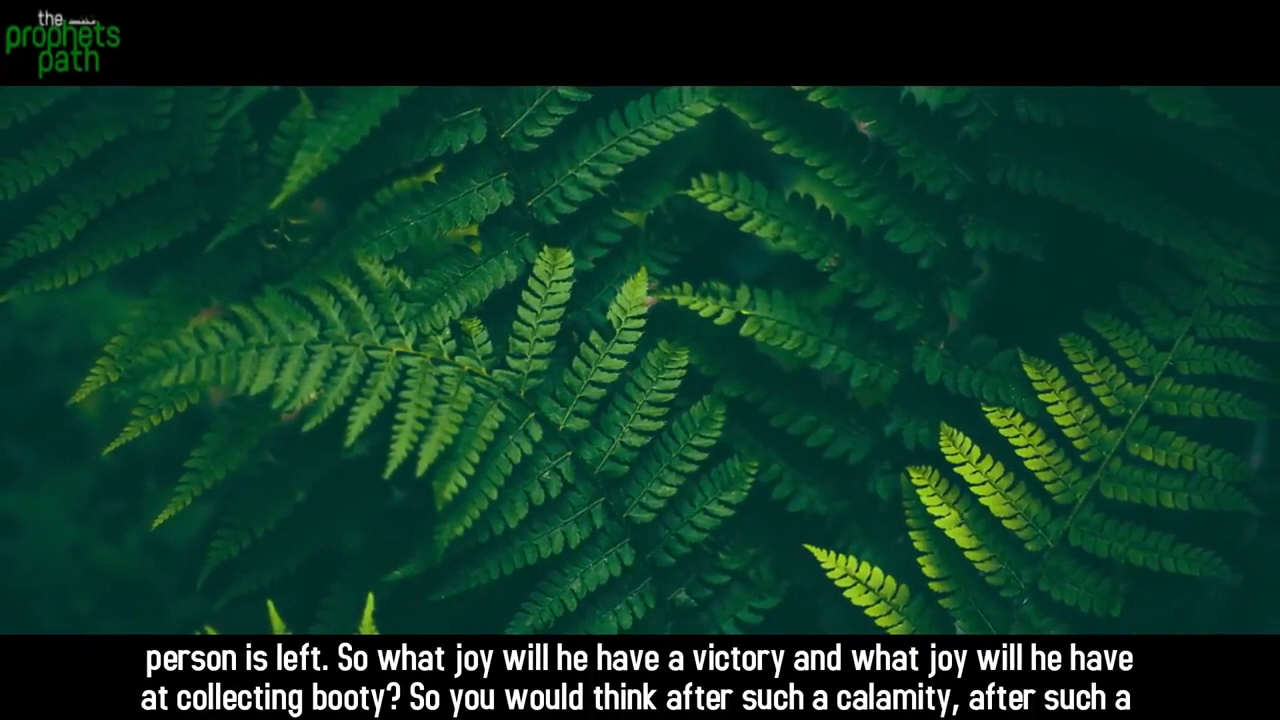 the
prophets
path
person is left. So what joy will he have a victory and what joy will he have
at collecting booty? So you would think after such a calamity, after such a